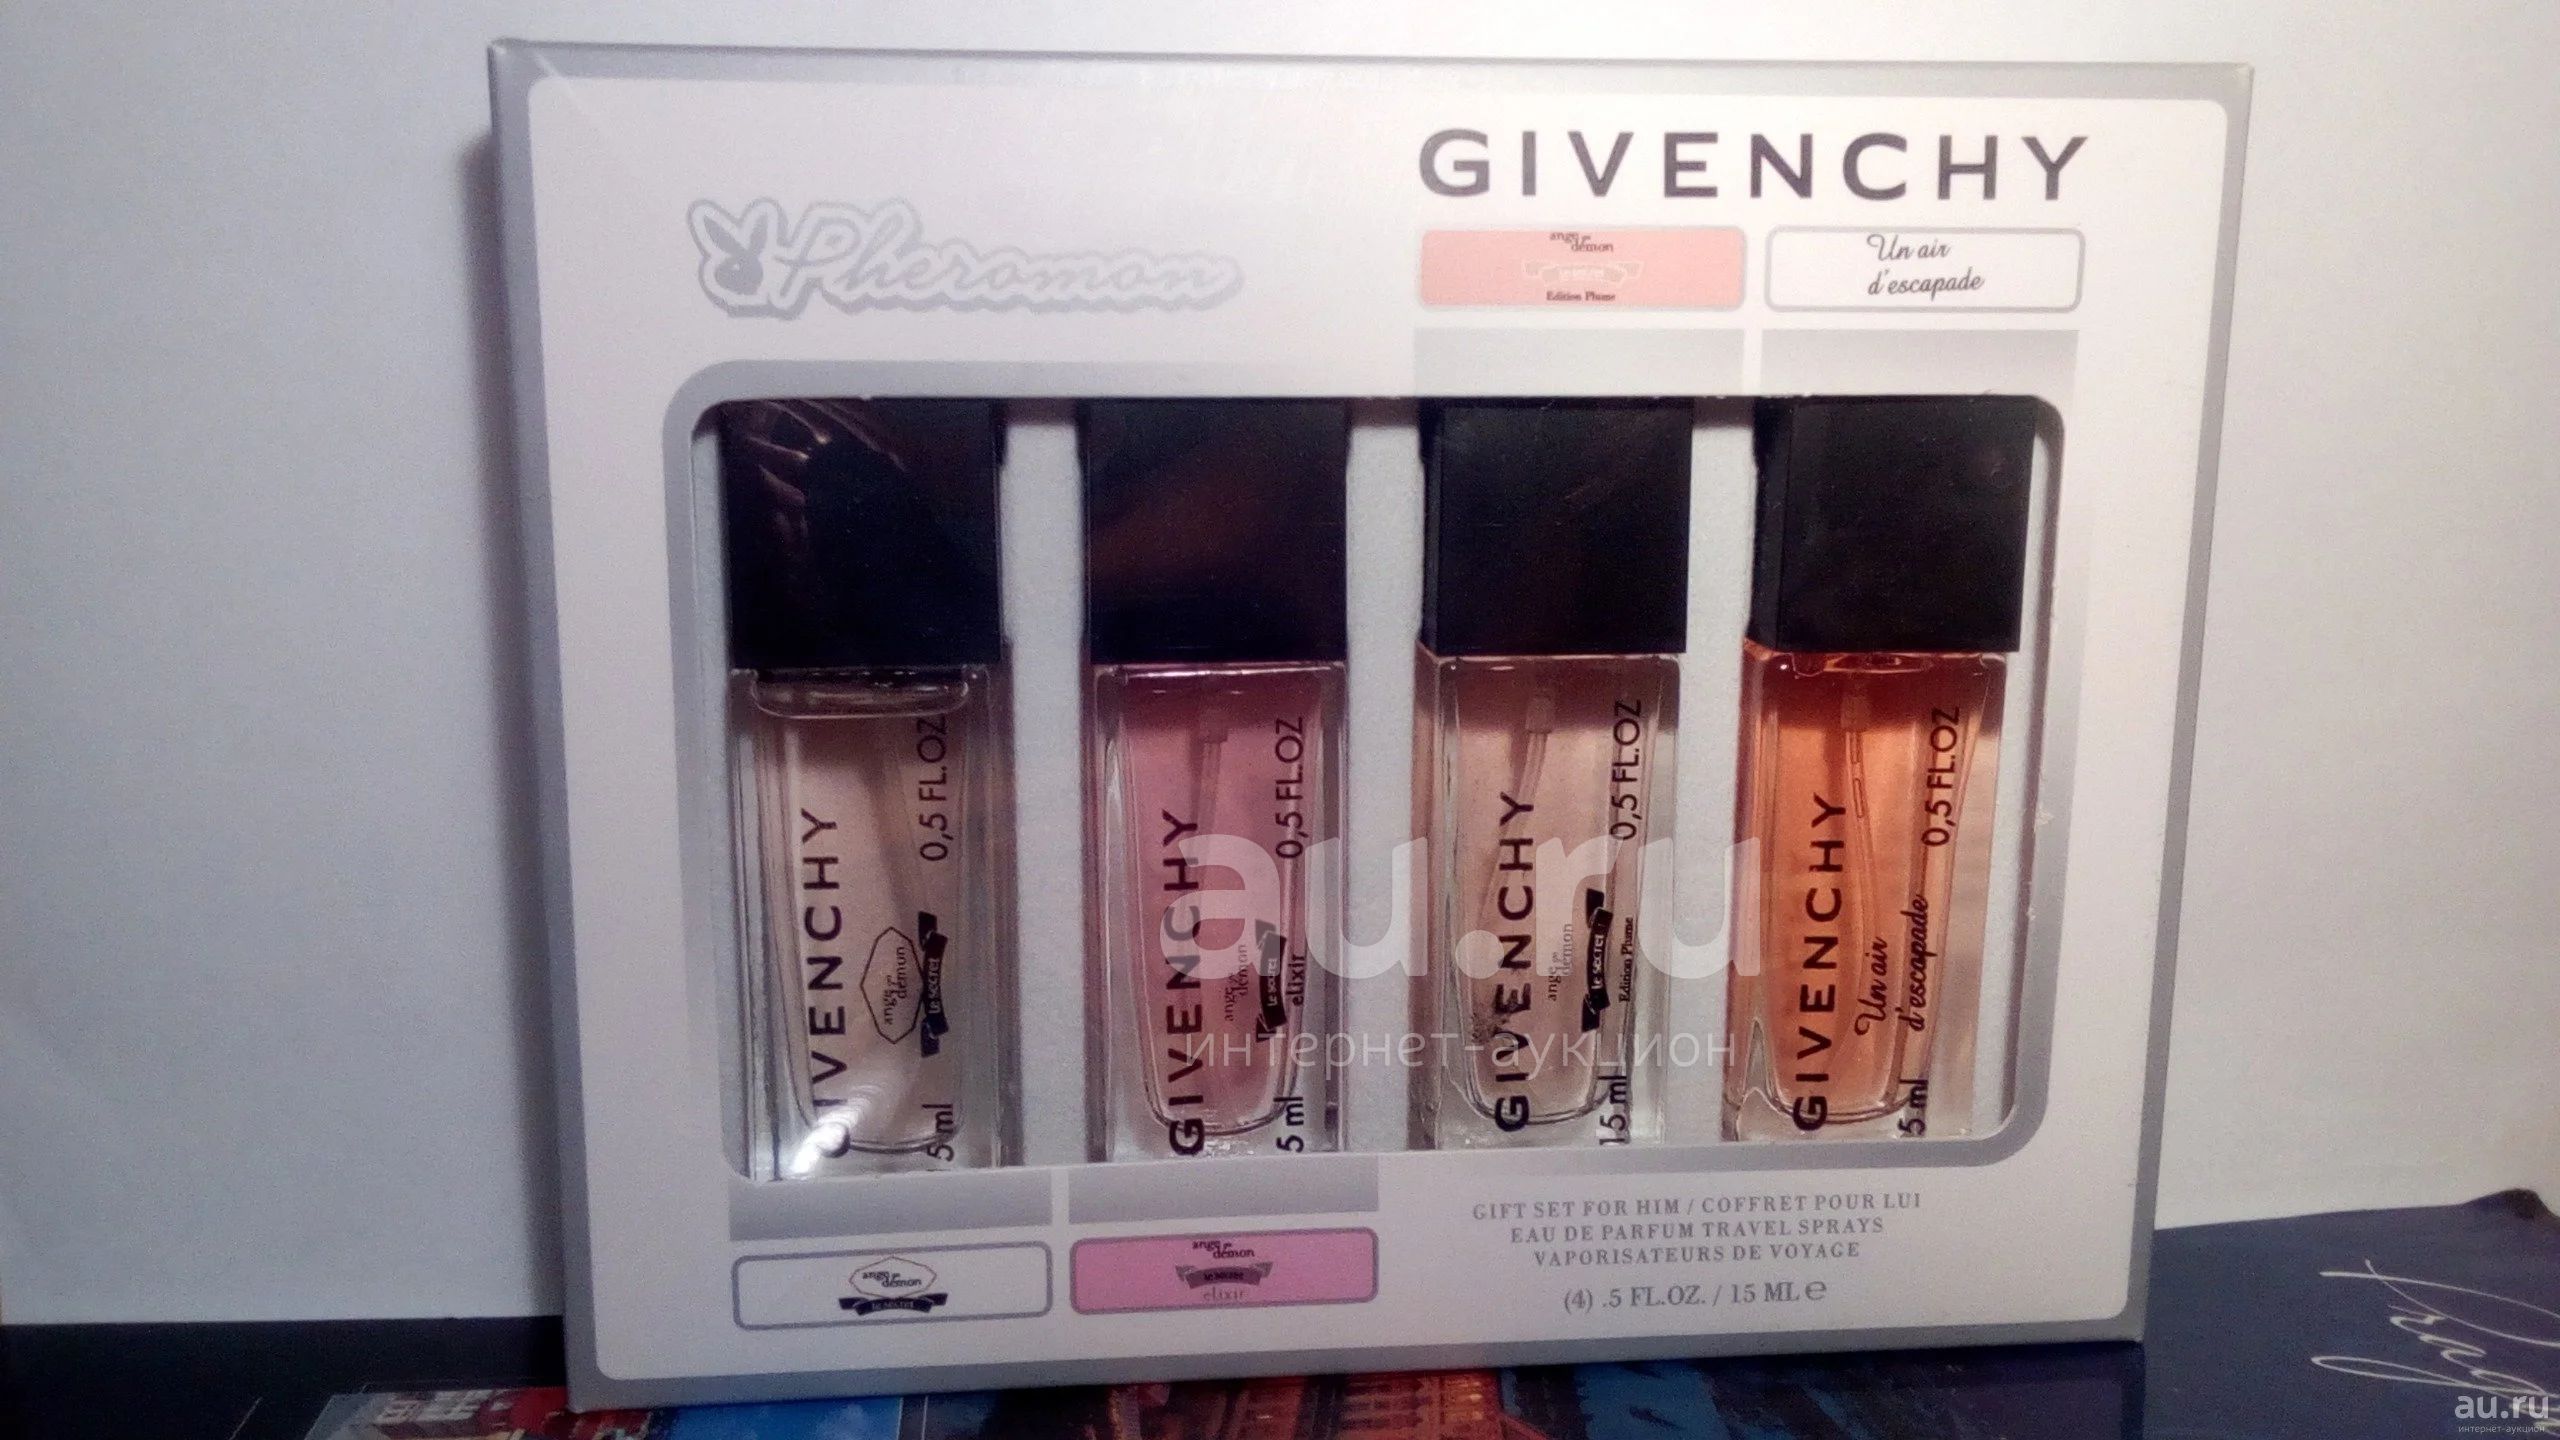 GIVENCHY
Pheromon
ange ou
démon
le secret
Edition Plume
Un air
d'escapade
GIVENCHY
ange ou
démon
le secret
0,5 FL.OZ
5 ml
GIVENCHY
ange ou
démon
le secret
elixir
0,5 FL.OZ
5 ml
GIVENCHY
ange ou
démon
le secret
Edition Plume
0,5 FL.OZ
15 ml
GIVENCHY
Un air
d'escapade
0,5 FL.OZ
5 ml
au.ru
интернет-аукцион
ange ou
démon
le secret
ange ou
démon
le secret
elixir
GIFT SET FOR HIM / COFFRET POUR LUI
EAU DE PARFUM TRAVEL SPRAYS
VAPORISATEURS DE VOYAGE
(4) .5 FL.OZ. / 15 ML ℮
au.ru
интернет-аукцион